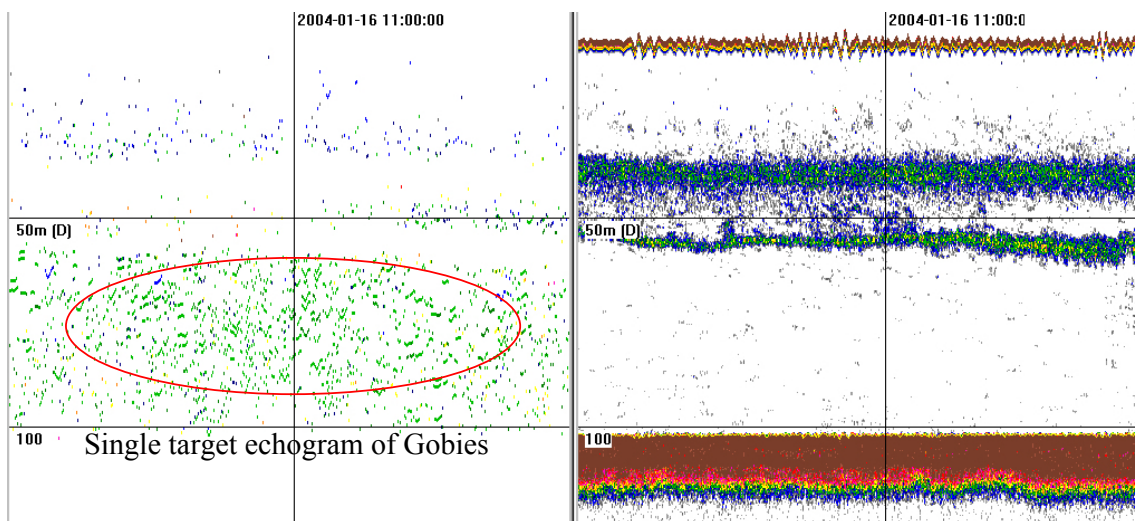 2004-01-16 11:00:00
50m (D)
100
Single target echogram of Gobies
2004-01-16 11:00:0
50m (D)
100